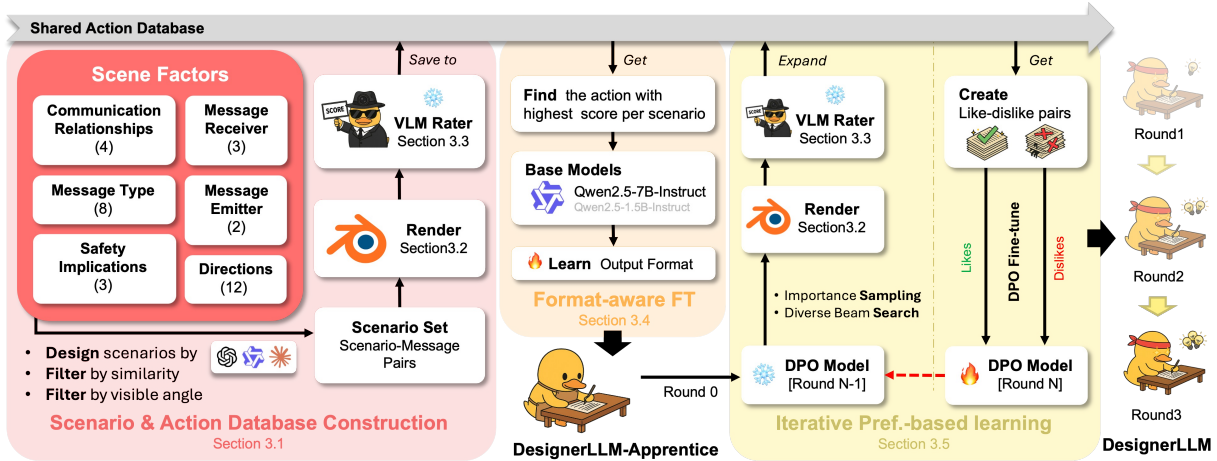 Shared Action Database
Scene Factors
Communication
Relationships
(4)
Message
Receiver
(3)
Message Type
(8)
Message
Emitter
(2)
Safety
Implications
(3)
Directions
(12)
Design scenarios by
Filter by similarity
Filter by visible angle
Save to
SCORE
VLM Rater
Section 3.3
Render
Section3.2
Scenario Set
Scenario-Message
Pairs
Scenario & Action Database Construction
Section 3.1
Get
Find the action with
highest score per scenario
Base Models
Qwen2.5-7B-Instruct
Qwen2.5-1.5B-Instruct
Learn Output Format
Format-aware FT
Section 3.4
DesignerLLM-Apprentice
Round 0
Expand
SCORE
VLM Rater
Section 3.3
Render
Section3.2
Importance Sampling
Diverse Beam Search
DPO Model
[Round N-1]
Get
Create
Like-dislike pairs
Likes
DPO Fine-tune
Dislikes
DPO Model
[Round N]
Iterative Pref.-based learning
Section 3.5
Round1
Round2
Round3
DesignerLLM